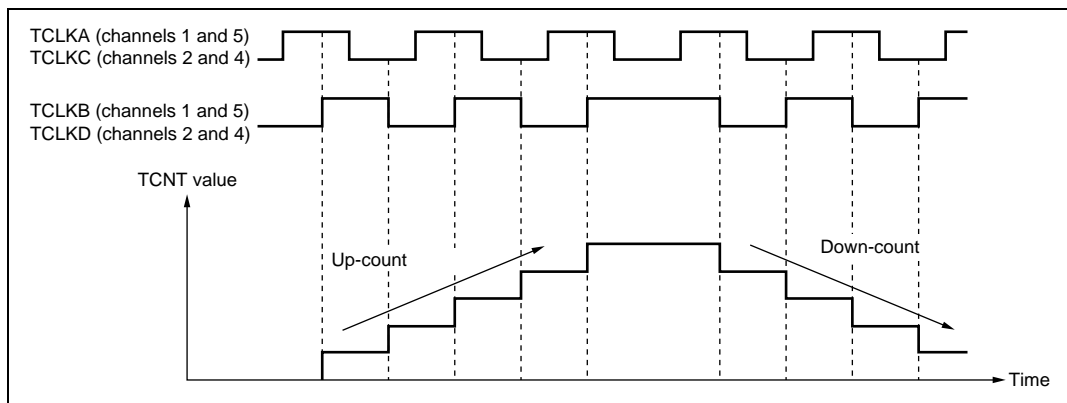 TCLKA (channels 1 and 5)
TCLKC (channels 2 and 4)
TCLKB (channels 1 and 5)
TCLKD (channels 2 and 4)
TCNT value
Up-count
Down-count
Time